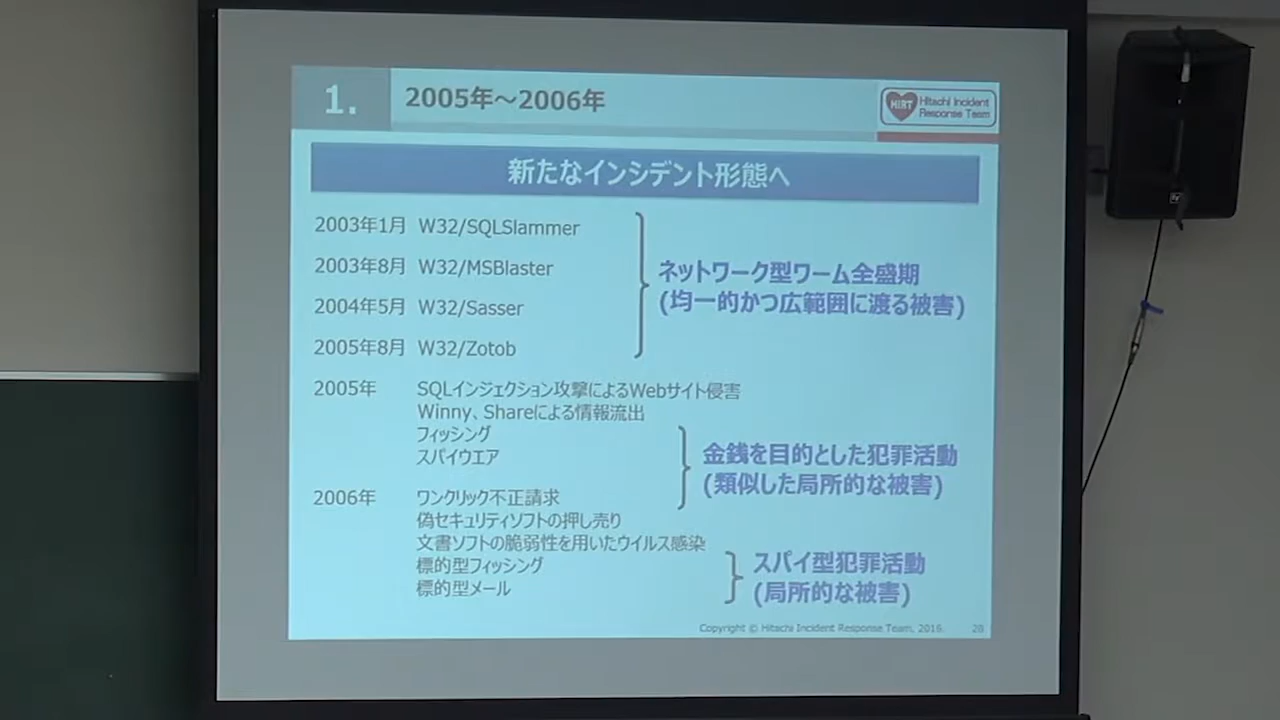 1.
2005年～2006年
HIRT
Hitachi Incident
Response Team
新たなインシデント形態へ
2003年1月 W32/SQLSlammer
2003年8月 W32/MSBlaster
2004年5月 W32/Sasser
2005年8月 W32/Zotob
ネットワーク型ワーム全盛期
(均一的かつ広範囲に渡る被害)
2005年 SQLインジェクション攻撃によるWebサイト侵害
Winny、Shareによる情報流出
フィッシング
スパイウエア
金銭を目的とした犯罪活動
(類似した局所的な被害)
2006年 ワンクリック不正請求
偽セキュリティソフトの押し売り
文書ソフトの脆弱性を用いたウイルス感染
標的型フィッシング
標的型メール
スパイ型犯罪活動
(局所的な被害)
Copyright © Hitachi Incident Response Team, 2016. 20